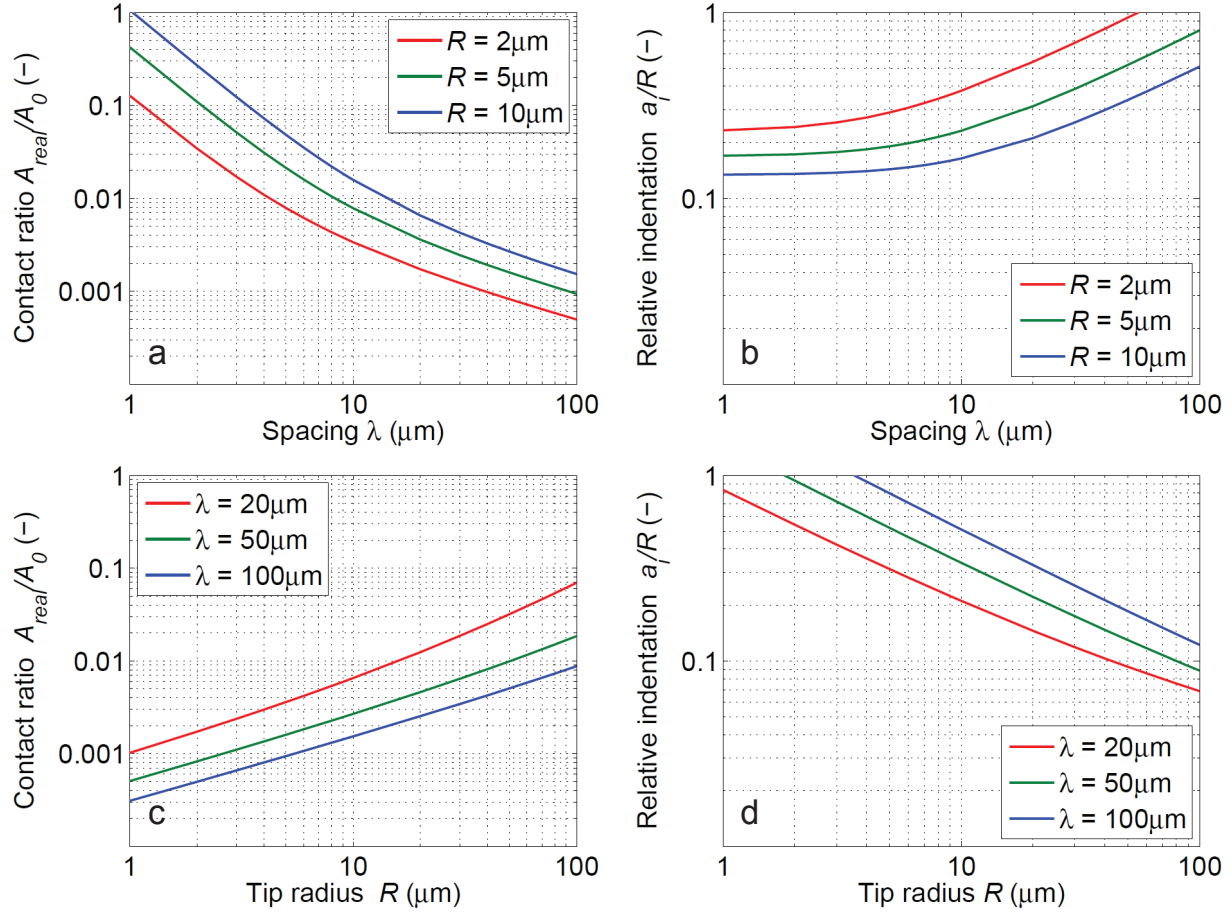 Contact ratio A_real/A_0 (–)
1
0.1
0.01
0.001
R = 2μm
R = 5μm
R = 10μm
a
1
10
100
Spacing λ (μm)
Relative indentation a_I/R (–)
1
0.1
R = 2μm
R = 5μm
R = 10μm
b
1
10
100
Spacing λ (μm)
Contact ratio A_real/A_0 (–)
1
0.1
0.01
0.001
λ = 20μm
λ = 50μm
λ = 100μm
c
1
10
100
Tip radius R (μm)
Relative indentation a_I/R (–)
1
0.1
λ = 20μm
λ = 50μm
λ = 100μm
d
1
10
100
Tip radius R (μm)